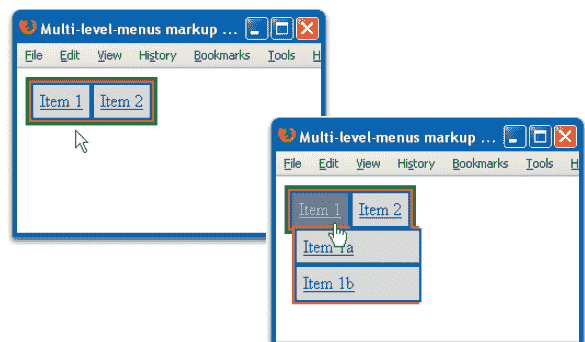 Multi-level-menus markup ...
File Edit View History Bookmarks Tools H
Item 1 Item 2
Multi-level-menus markup ...
File Edit View History Bookmarks Tools H
Item 1 Item 2
Item 1a
Item 1b